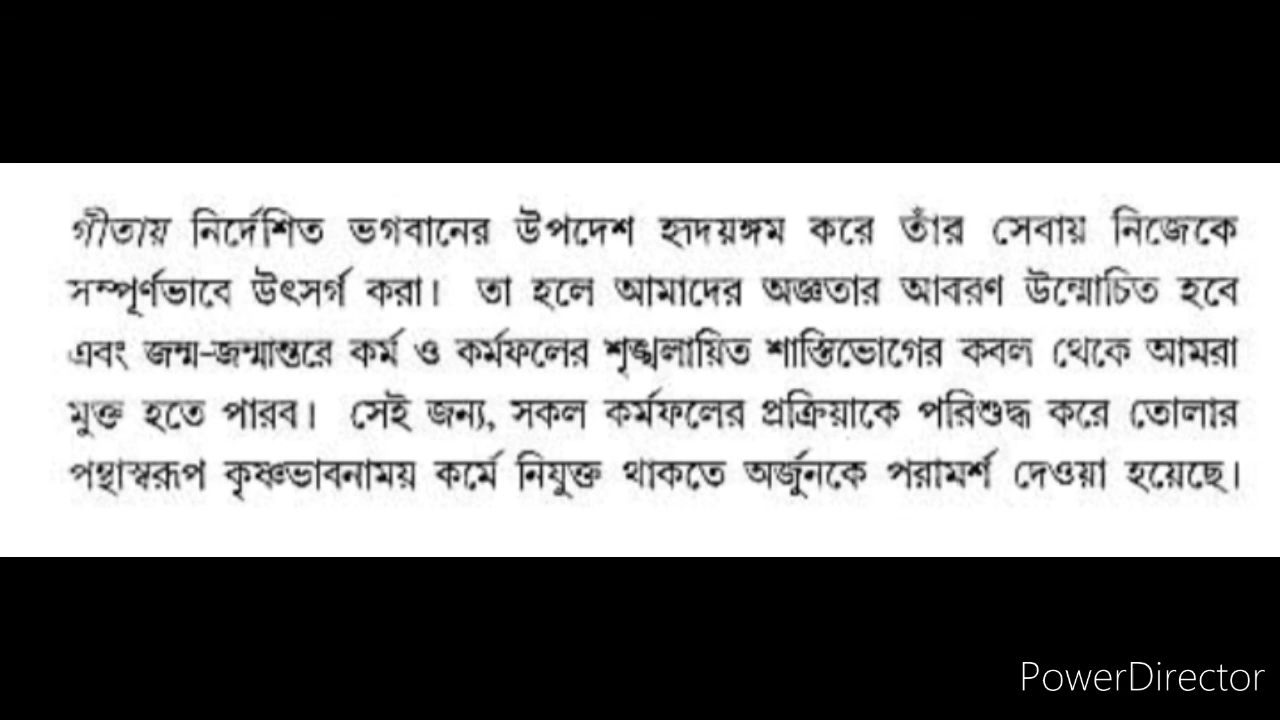 গীতায় নির্দেশিত ভগবানের উপদেশ হৃদয়ঙ্গম করে তাঁর সেবায় নিজেকে
সম্পূর্ণভাবে উৎসর্গ করা। তা হলে আমাদের অজ্ঞতার আবরণ উন্মোচিত হবে
এবং জন্ম-জন্মান্তরে কর্ম ও কর্মফলের শৃঙ্খলায়িত শাস্তিভোগের কবল থেকে আমরা
মুক্ত হতে পারব। সেই জন্য, সকল কর্মফলের প্রক্রিয়াকে পরিশুদ্ধ করে তোলার
পন্থাস্বরূপ কৃষ্ণভাবনাময় কর্মে নিযুক্ত থাকতে অর্জুনকে পরামর্শ দেওয়া হয়েছে।
PowerDirector